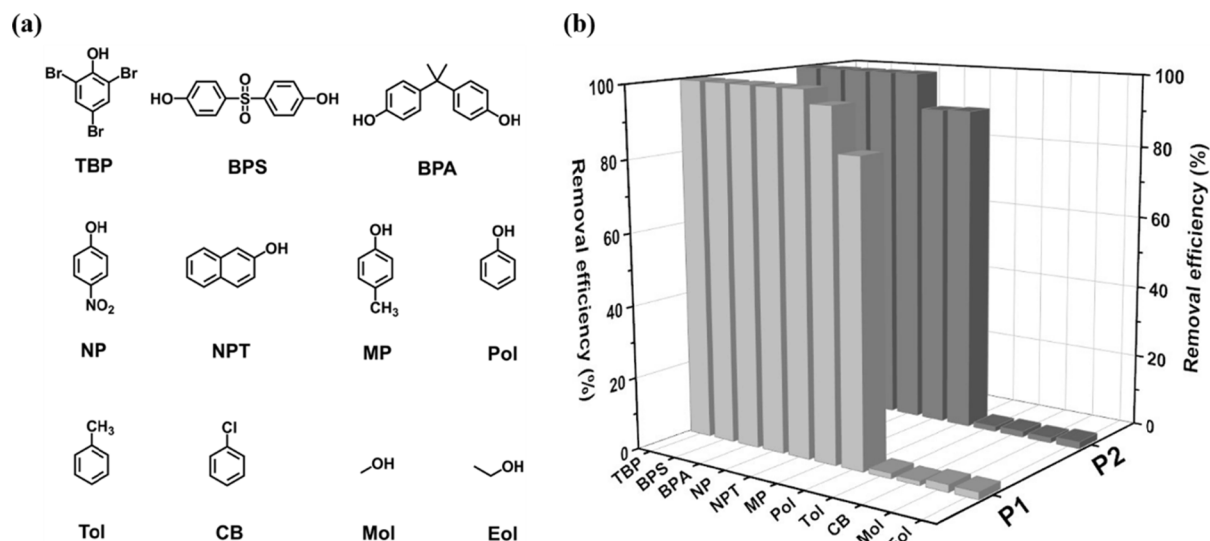 (a)
OH
Br
Br
Br
TBP
HO
O
S
O
OH
BPS
HO
OH
BPA
OH
NO2
NP
OH
NPT
OH
CH3
MP
OH
Pol
CH3
Tol
Cl
CB
OH
Mol
OH
Eol
(b)
100
80
60
40
20
0
Removal efficiency (%)
100
80
60
40
20
0
Removal efficiency (%)
TBP
BPS
BPA
NP
NPT
MP
Pol
Tol
CB
Mol
Eol
P1
P2